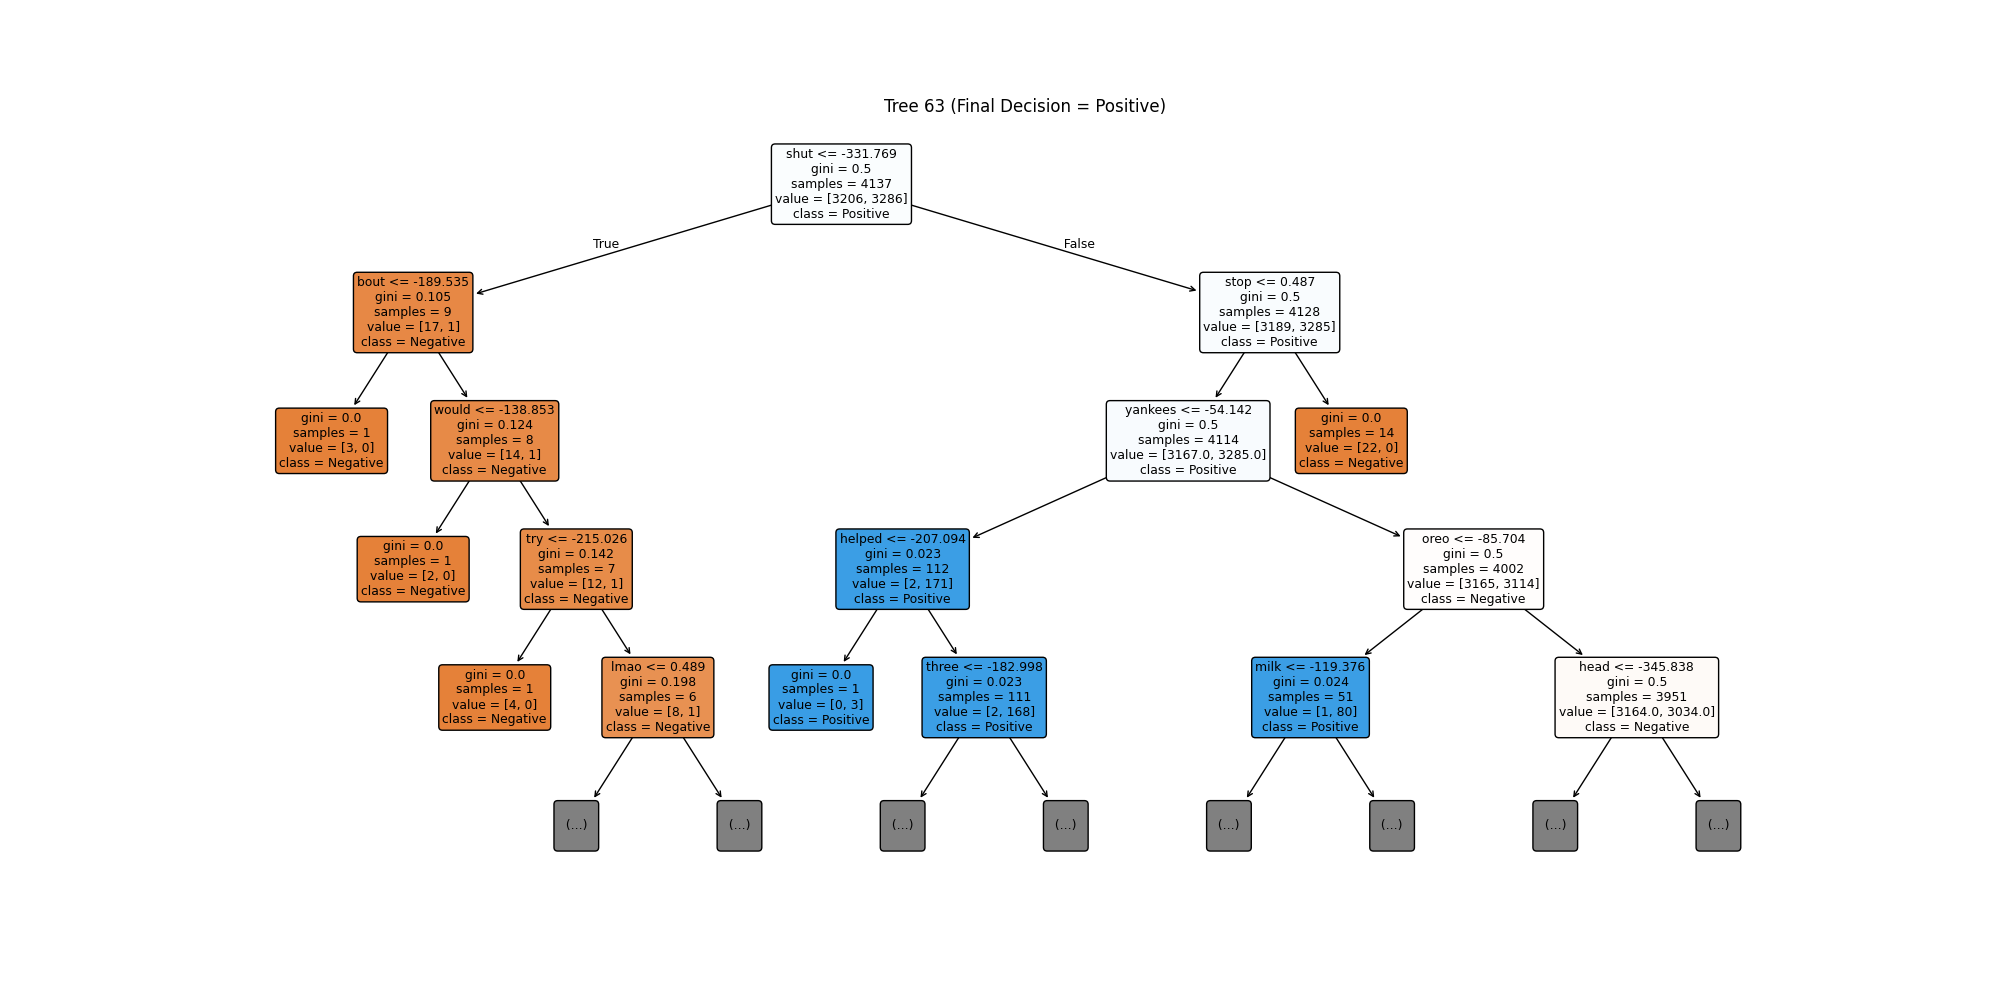 Tree 63 (Final Decision = Positive)
shut <= -331.769
gini = 0.5
samples = 4137
value = [3206, 3286]
class = Positive
True
False
bout <= -189.535
gini = 0.105
samples = 9
value = [17, 1]
class = Negative
stop <= 0.487
gini = 0.5
samples = 4128
value = [3189, 3285]
class = Positive
gini = 0.0
samples = 1
value = [3, 0]
class = Negative
would <= -138.853
gini = 0.124
samples = 8
value = [14, 1]
class = Negative
yankees <= -54.142
gini = 0.5
samples = 4114
value = [3167.0, 3285.0]
class = Positive
gini = 0.0
samples = 14
value = [22, 0]
class = Negative
gini = 0.0
samples = 1
value = [2, 0]
class = Negative
try <= -215.026
gini = 0.142
samples = 7
value = [12, 1]
class = Negative
helped <= -207.094
gini = 0.023
samples = 112
value = [2, 171]
class = Positive
oreo <= -85.704
gini = 0.5
samples = 4002
value = [3165, 3114]
class = Negative
gini = 0.0
samples = 1
value = [4, 0]
class = Negative
lmao <= 0.489
gini = 0.198
samples = 6
value = [8, 1]
class = Negative
gini = 0.0
samples = 1
value = [0, 3]
class = Positive
three <= -182.998
gini = 0.023
samples = 111
value = [2, 168]
class = Positive
milk <= -119.376
gini = 0.024
samples = 51
value = [1, 80]
class = Positive
head <= -345.838
gini = 0.5
samples = 3951
value = [3164.0, 3034.0]
class = Negative
(...)
(...)
(...)
(...)
(...)
(...)
(...)
(...)